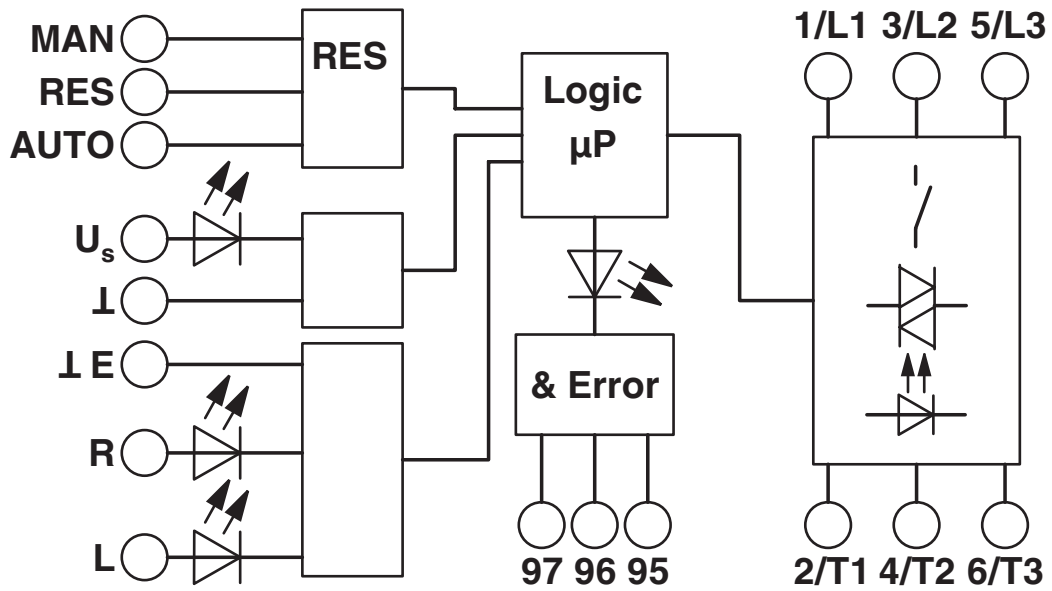 MAN
RES
AUTO
RES
Us
⊥
⊥ E
R
L
Logic
µP
& Error
97 96 95
1/L1 3/L2 5/L3
2/T1 4/T2 6/T3